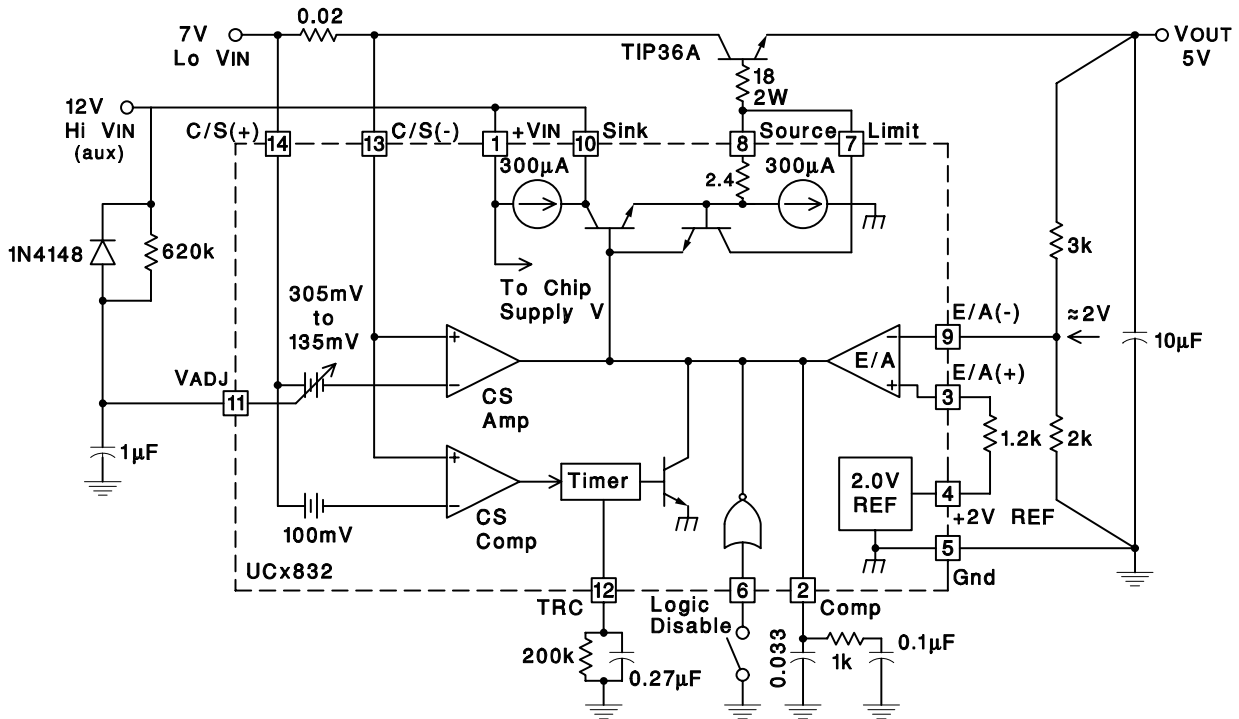 7V
Lo VIN
0.02
TIP36A
VOUT
5V
18
2W
12V
Hi VIN
(aux)
C/S(+)
14
13
C/S(-)
1
+VIN
10
Sink
8
Source
7
Limit
300µA
2.4
300µA
1N4148
620k
To Chip
Supply V
3k
305mV
to
135mV
E/A(-)
9
≈2V
10µF
VADJ
11
+
−
CS
Amp
E/A
−
+
E/A(+)
3
1.2k
2k
1µF
+
−
CS
Comp
Timer
100mV
2.0V
REF
4
+2V REF
5
Gnd
UCx832
12
TRC
6
Logic
Disable
2
Comp
200k
0.27µF
0.033
1k
0.1µF